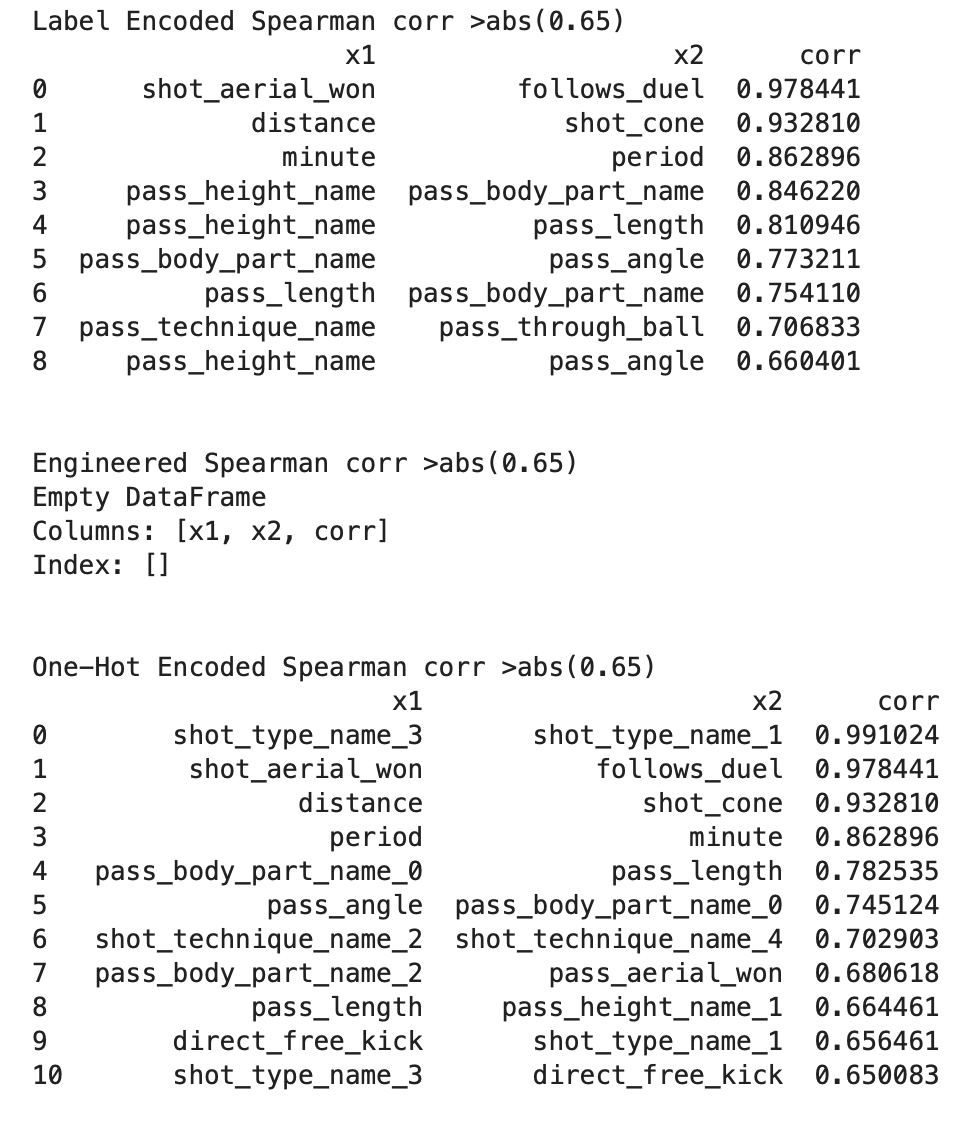 Label Encoded Spearman corr >abs(0.65)
x1 x2 corr
0 shot_aerial_won follows_duel 0.978441
1 distance shot_cone 0.932810
2 minute period 0.862896
3 pass_height_name pass_body_part_name 0.846220
4 pass_height_name pass_length 0.810946
5 pass_body_part_name pass_angle 0.773211
6 pass_length pass_body_part_name 0.754110
7 pass_technique_name pass_through_ball 0.706833
8 pass_height_name pass_angle 0.660401
Engineered Spearman corr >abs(0.65)
Empty DataFrame
Columns: [x1, x2, corr]
Index: []
One-Hot Encoded Spearman corr >abs(0.65)
x1 x2 corr
0 shot_type_name_3 shot_type_name_1 0.991024
1 shot_aerial_won follows_duel 0.978441
2 distance shot_cone 0.932810
3 period minute 0.862896
4 pass_body_part_name_0 pass_length 0.782535
5 pass_angle pass_body_part_name_0 0.745124
6 shot_technique_name_2 shot_technique_name_4 0.702903
7 pass_body_part_name_2 pass_aerial_won 0.680618
8 pass_length pass_height_name_1 0.664461
9 direct_free_kick shot_type_name_1 0.656461
10 shot_type_name_3 direct_free_kick 0.650083